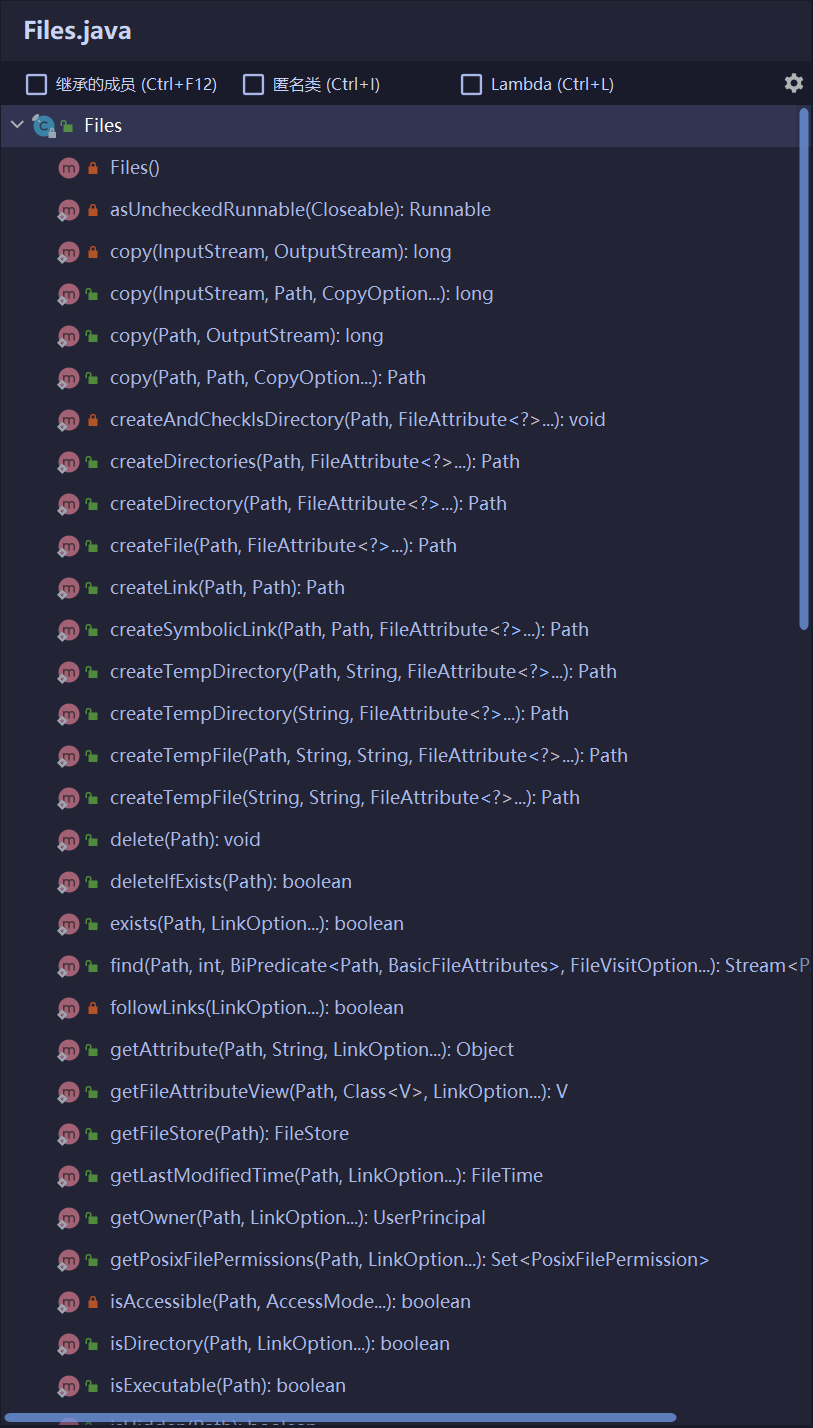 Files.java
继承的成员 (Ctrl+F12) 匿名类 (Ctrl+I) Lambda (Ctrl+L)
Files
Files()
asUncheckedRunnable(Closeable): Runnable
copy(InputStream, OutputStream): long
copy(InputStream, Path, CopyOption...): long
copy(Path, OutputStream): long
copy(Path, Path, CopyOption...): Path
createAndCheckIsDirectory(Path, FileAttribute<?>...): void
createDirectories(Path, FileAttribute<?>...): Path
createDirectory(Path, FileAttribute<?>...): Path
createFile(Path, FileAttribute<?>...): Path
createLink(Path, Path): Path
createSymbolicLink(Path, Path, FileAttribute<?>...): Path
createTempDirectory(Path, String, FileAttribute<?>...): Path
createTempDirectory(String, FileAttribute<?>...): Path
createTempFile(Path, String, String, FileAttribute<?>...): Path
createTempFile(String, String, FileAttribute<?>...): Path
delete(Path): void
deleteIfExists(Path): boolean
exists(Path, LinkOption...): boolean
find(Path, int, BiPredicate<Path, BasicFileAttributes>, FileVisitOption...): Stream<P
followLinks(LinkOption...): boolean
getAttribute(Path, String, LinkOption...): Object
getFileAttributeView(Path, Class<V>, LinkOption...): V
getFileStore(Path): FileStore
getLastModifiedTime(Path, LinkOption...): FileTime
getOwner(Path, LinkOption...): UserPrincipal
getPosixFilePermissions(Path, LinkOption...): Set<PosixFilePermission>
isAccessible(Path, AccessMode...): boolean
isDirectory(Path, LinkOption...): boolean
isExecutable(Path): boolean
isHidden(Path): boolean